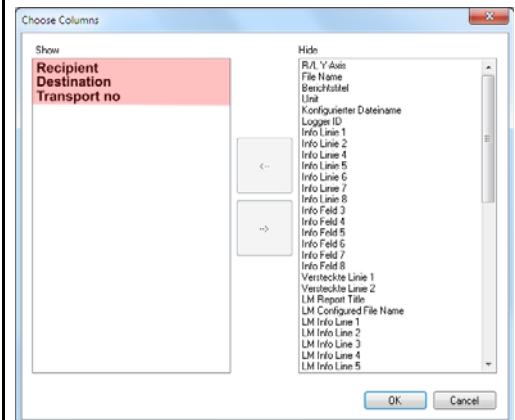 Choose Columns
Show
Recipient
Destination
Transport no
<--
-->
Hide
R/L Y-Axis
File Name
Berichtstitel
Unit
Konfigurierter Dateiname
Logger ID
Info Linie 1
Info Linie 2
Info Linie 4
Info Linie 5
Info Linie 6
Info Linie 7
Info Linie 8
Info Feld 3
Info Feld 4
Info Feld 5
Info Feld 6
Info Feld 7
Info Feld 8
Versteckte Linie 1
Versteckte Linie 2
LM Report Title
LM Configured File Name
LM Info Line 1
LM Info Line 2
LM Info Line 3
LM Info Line 4
LM Info Line 5
OK
Cancel